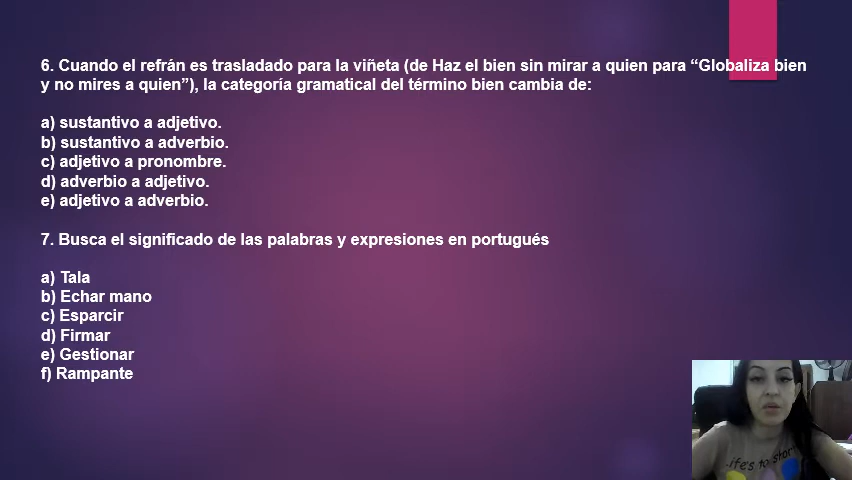 6. Cuando el refrán es trasladado para la viñeta (de Haz el bien sin mirar a quien para “Globaliza bien
y no mires a quien”), la categoría gramatical del término bien cambia de:
a) sustantivo a adjetivo.
b) sustantivo a adverbio.
c) adjetivo a pronombre.
d) adverbio a adjetivo.
e) adjetivo a adverbio.
7. Busca el significado de las palabras y expresiones en portugués
a) Tala
b) Echar mano
c) Esparcir
d) Firmar
e) Gestionar
f) Rampante
life's to short